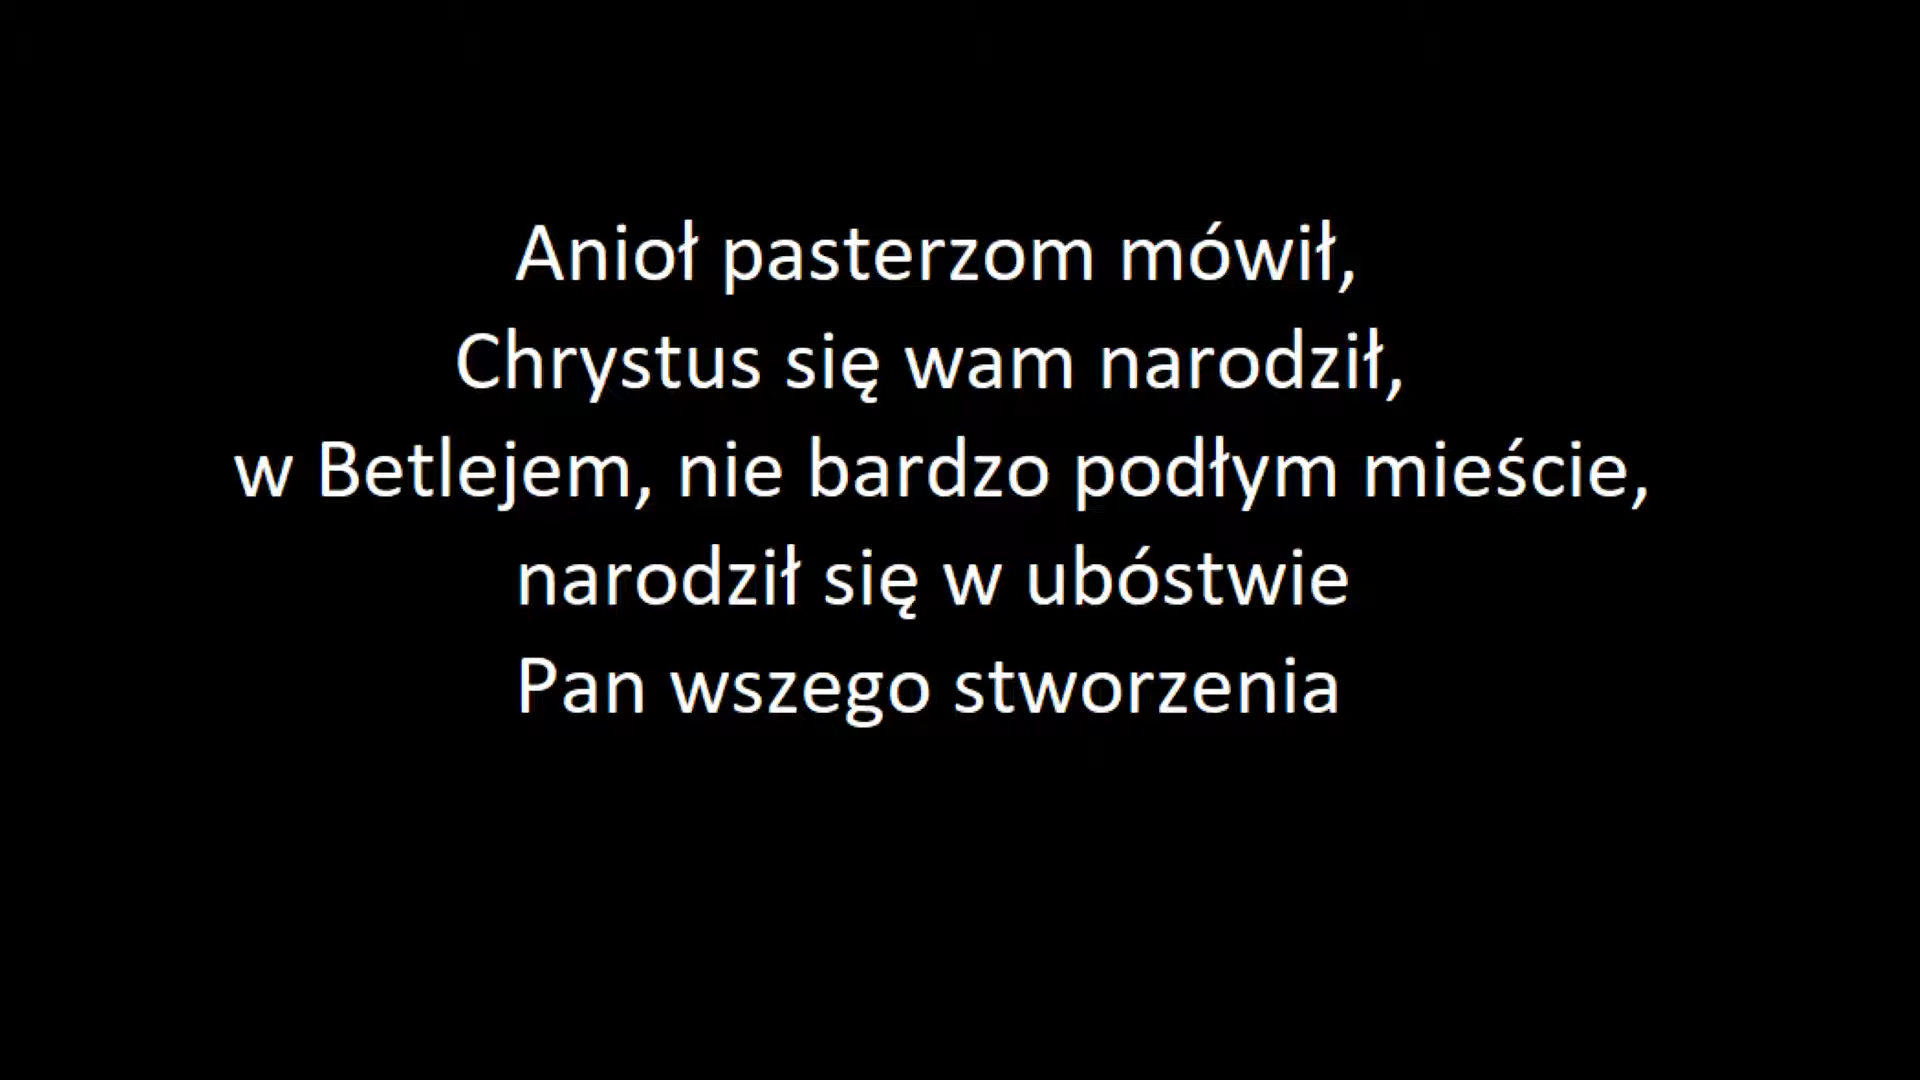 Anioł pasterzom mówił,
Chrystus się wam narodził,
w Betlejem, nie bardzo podłym mieście,
narodził się w ubóstwie
Pan wszego stworzenia